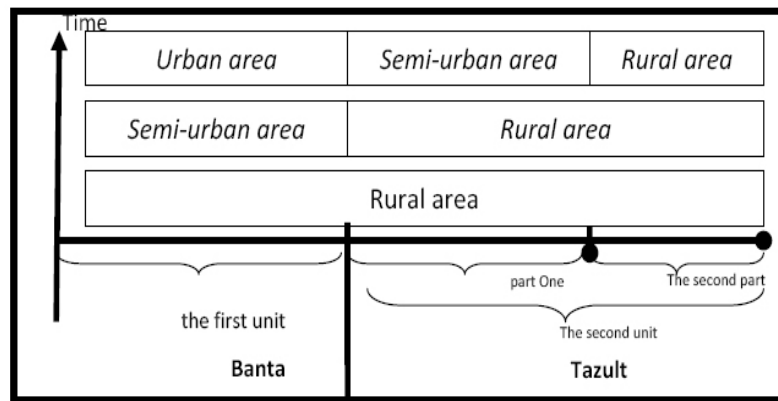 Time
Urban area Semi-urban area Rural area
Semi-urban area Rural area
Rural area
part One The second part
the first unit The second unit
Banta Tazult